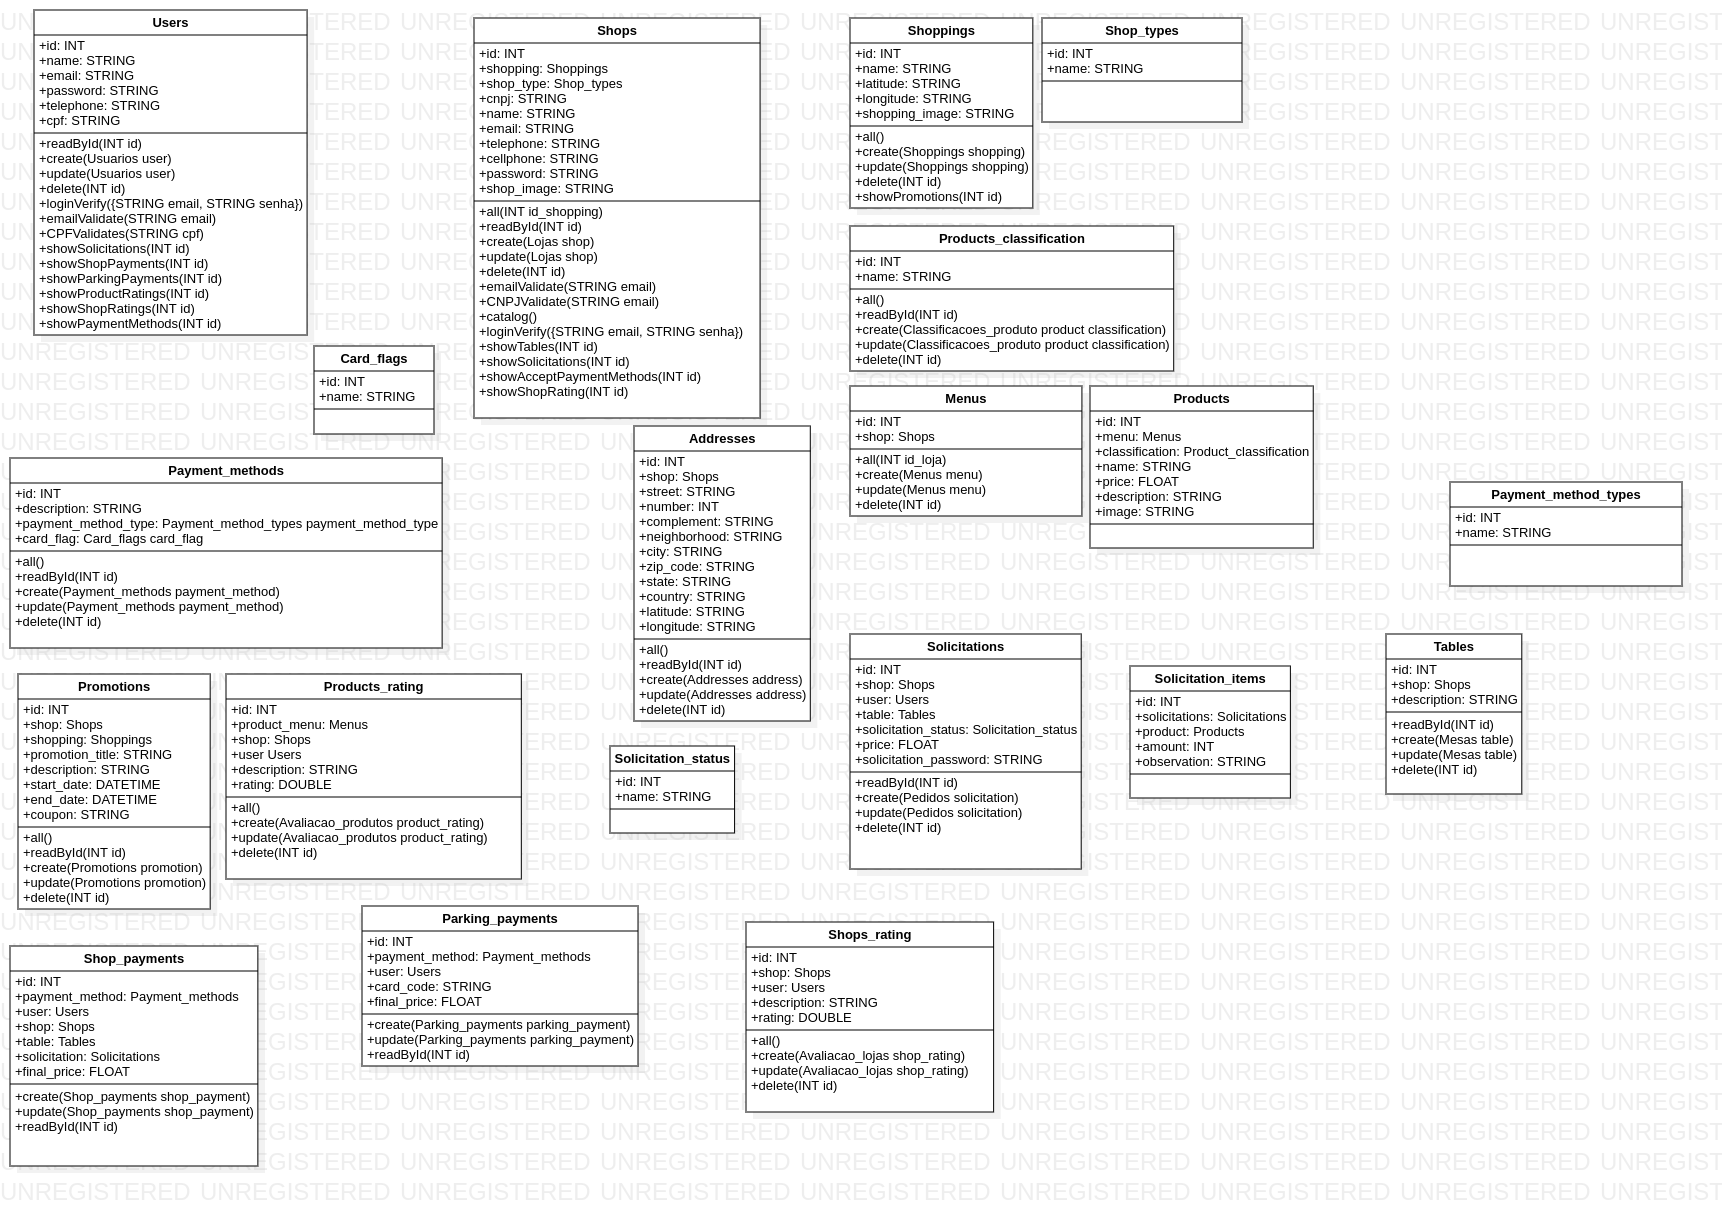 Users
+id: INT
+name: STRING
+email: STRING
+password: STRING
+telephone: STRING
+cpf: STRING
+readById(INT id)
+create(Usuarios user)
+update(Usuarios user)
+delete(INT id)
+loginVerify({STRING email, STRING senha})
+emailValidate(STRING email)
+CPFValidates(STRING cpf)
+showSolicitations(INT id)
+showShopPayments(INT id)
+showParkingPayments(INT id)
+showProductRatings(INT id)
+showShopRatings(INT id)
+showPaymentMethods(INT id)
Shops
+id: INT
+shopping: Shoppings
+shop_type: Shop_types
+cnpj: STRING
+name: STRING
+email: STRING
+telephone: STRING
+cellphone: STRING
+password: STRING
+shop_image: STRING
+all(INT id_shopping)
+readById(INT id)
+create(Lojas shop)
+update(Lojas shop)
+delete(INT id)
+emailValidate(STRING email)
+CNPJValidate(STRING email)
+catalog()
+loginVerify({STRING email, STRING senha})
+showTables(INT id)
+showSolicitations(INT id)
+showAcceptPaymentMethods(INT id)
+showShopRating(INT id)
Shoppings
+id: INT
+name: STRING
+latitude: STRING
+longitude: STRING
+shopping_image: STRING
+all()
+create(Shoppings shopping)
+update(Shoppings shopping)
+delete(INT id)
+showPromotions(INT id)
Shop_types
+id: INT
+name: STRING
Products_classification
+id: INT
+name: STRING
+all()
+readById(INT id)
+create(Classificacoes_produto product classification)
+update(Classificacoes_produto product classification)
+delete(INT id)
Card_flags
+id: INT
+name: STRING
Menus
+id: INT
+shop: Shops
+all(INT id_loja)
+create(Menus menu)
+update(Menus menu)
+delete(INT id)
Products
+id: INT
+menu: Menus
+classification: Product_classification
+name: STRING
+price: FLOAT
+description: STRING
+image: STRING
Payment_methods
+id: INT
+description: STRING
+payment_method_type: Payment_method_types payment_method_type
+card_flag: Card_flags card_flag
+all()
+readById(INT id)
+create(Payment_methods payment_method)
+update(Payment_methods payment_method)
+delete(INT id)
Addresses
+id: INT
+shop: Shops
+street: STRING
+number: INT
+complement: STRING
+neighborhood: STRING
+city: STRING
+zip_code: STRING
+state: STRING
+country: STRING
+latitude: STRING
+longitude: STRING
+all()
+readById(INT id)
+create(Addresses address)
+update(Addresses address)
+delete(INT id)
Payment_method_types
+id: INT
+name: STRING
Solicitations
+id: INT
+shop: Shops
+user: Users
+table: Tables
+solicitation_status: Solicitation_status
+price: FLOAT
+solicitation_password: STRING
+readById(INT id)
+create(Pedidos solicitation)
+update(Pedidos solicitation)
+delete(INT id)
Solicitation_items
+id: INT
+solicitations: Solicitations
+product: Products
+amount: INT
+observation: STRING
Tables
+id: INT
+shop: Shops
+description: STRING
+readById(INT id)
+create(Mesas table)
+update(Mesas table)
+delete(INT id)
Promotions
+id: INT
+shop: Shops
+shopping: Shoppings
+promotion_title: STRING
+description: STRING
+start_date: DATETIME
+end_date: DATETIME
+coupon: STRING
+all()
+readById(INT id)
+create(Promotions promotion)
+update(Promotions promotion)
+delete(INT id)
Products_rating
+id: INT
+product_menu: Menus
+shop: Shops
+user Users
+description: STRING
+rating: DOUBLE
+all()
+create(Avaliacao_produtos product_rating)
+update(Avaliacao_produtos product_rating)
+delete(INT id)
Solicitation_status
+id: INT
+name: STRING
Parking_payments
+id: INT
+payment_method: Payment_methods
+user: Users
+card_code: STRING
+final_price: FLOAT
+create(Parking_payments parking_payment)
+update(Parking_payments parking_payment)
+readById(INT id)
Shops_rating
+id: INT
+shop: Shops
+user: Users
+description: STRING
+rating: DOUBLE
+all()
+create(Avaliacao_lojas shop_rating)
+update(Avaliacao_lojas shop_rating)
+delete(INT id)
Shop_payments
+id: INT
+payment_method: Payment_methods
+user: Users
+shop: Shops
+table: Tables
+solicitation: Solicitations
+final_price: FLOAT
+create(Shop_payments shop_payment)
+update(Shop_payments shop_payment)
+readById(INT id)
UNREGISTERED